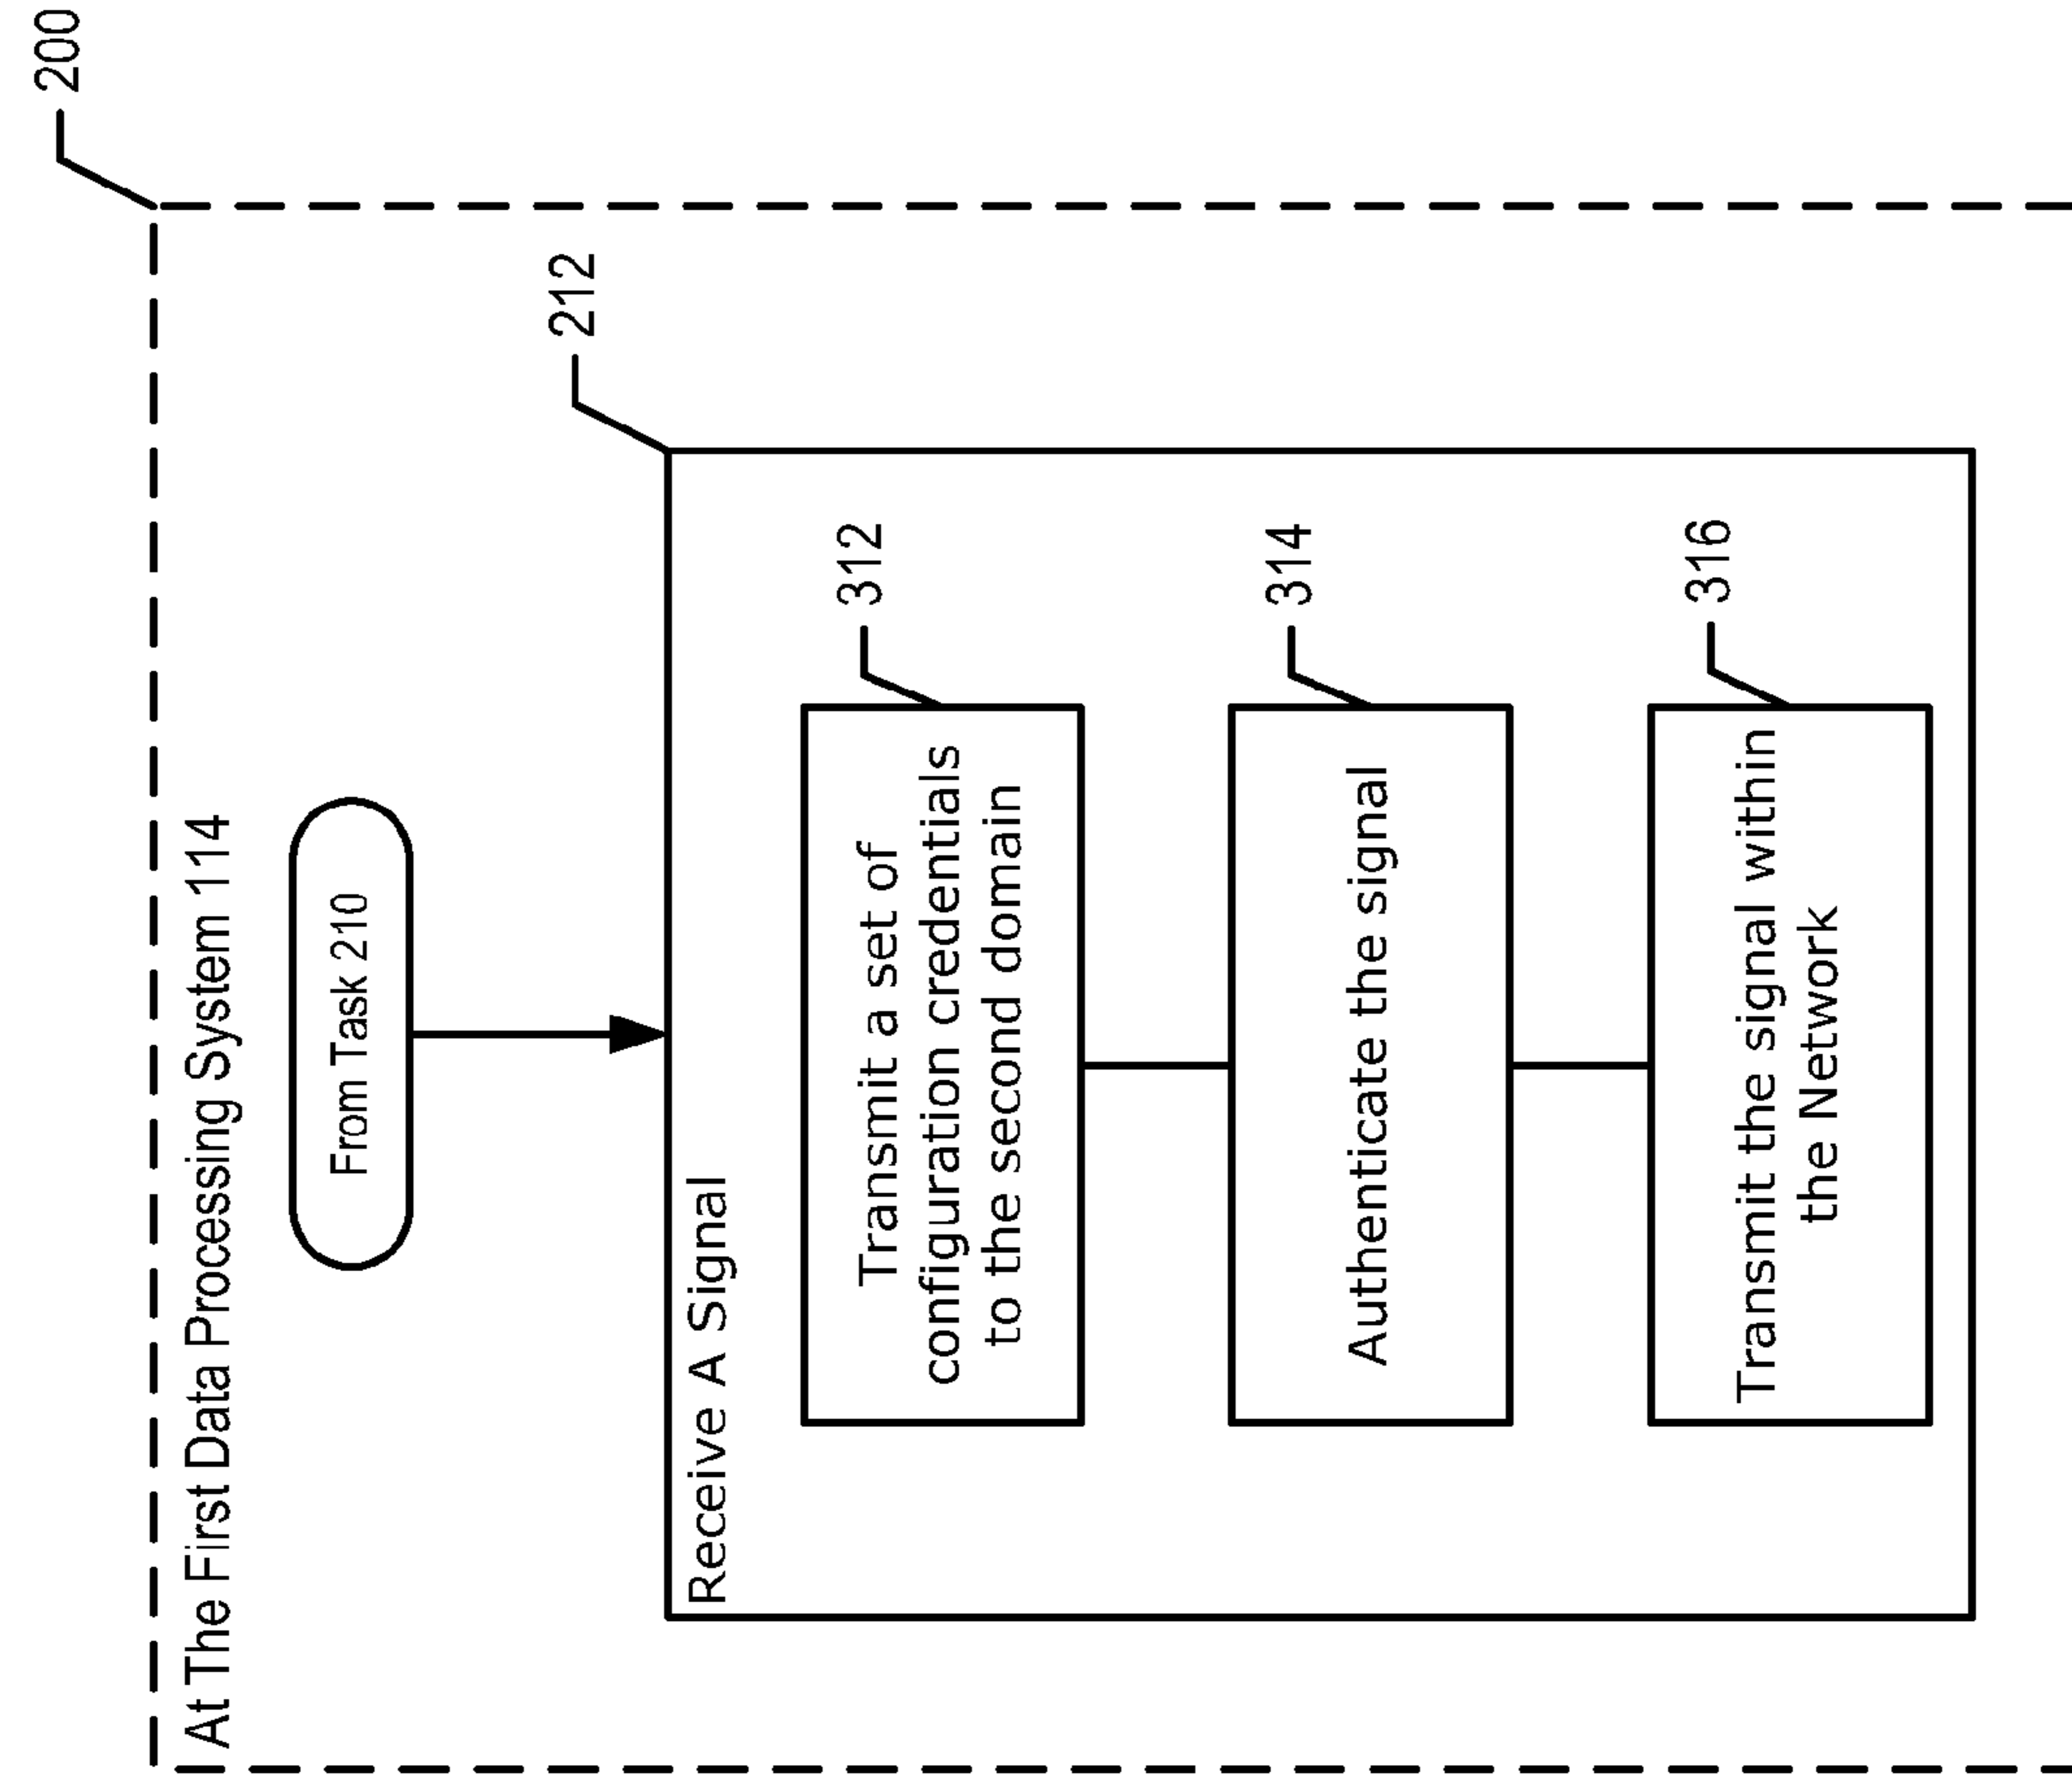 200
At The First Data Processing System 114
From Task 210
212
Receive A Signal
312
Transmit a set of
configuration credentials
to the second domain
314
Authenticate the signal
316
Transmit the signal within
the Network